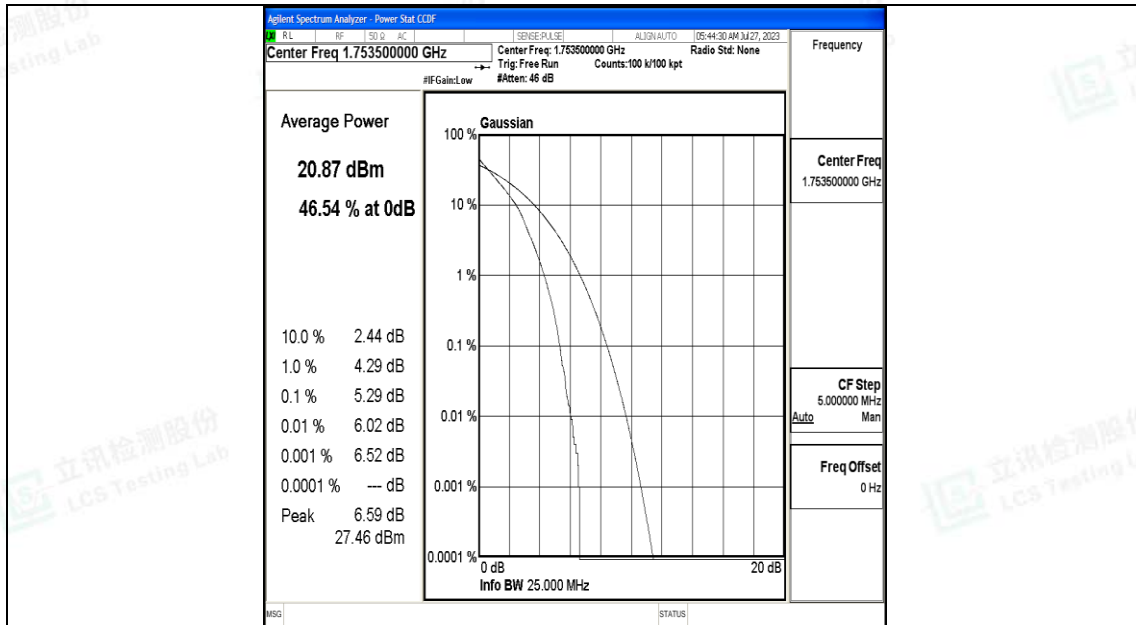 Agilent Spectrum Analyzer - Power Stat CCDF
RL RF 50 Ω AC SENSE:PULSE ALIGN AUTO 05:44:30 AM Jul 27, 2023
Center Freq 1.753500000 GHz
Center Freq: 1.753500000 GHz Radio Std: None
Trig: Free Run Counts:100 k/100 kpt
#IFGain:Low #Atten: 46 dB
Frequency
Average Power
20.87 dBm
46.54 % at 0dB
10.0 % 2.44 dB
1.0 % 4.29 dB
0.1 % 5.29 dB
0.01 % 6.02 dB
0.001 % 6.52 dB
0.0001 % --- dB
Peak 6.59 dB
27.46 dBm
Gaussian
100 %
10 %
1 %
0.1 %
0.01 %
0.001 %
0.0001 %
0 dB 20 dB
Info BW 25.000 MHz
Center Freq
1.753500000 GHz
CF Step
5.000000 MHz
Auto Man
Freq Offset
0 Hz
MSG STATUS
立讯检测股份
LCS Testing Lab
立讯检测股份